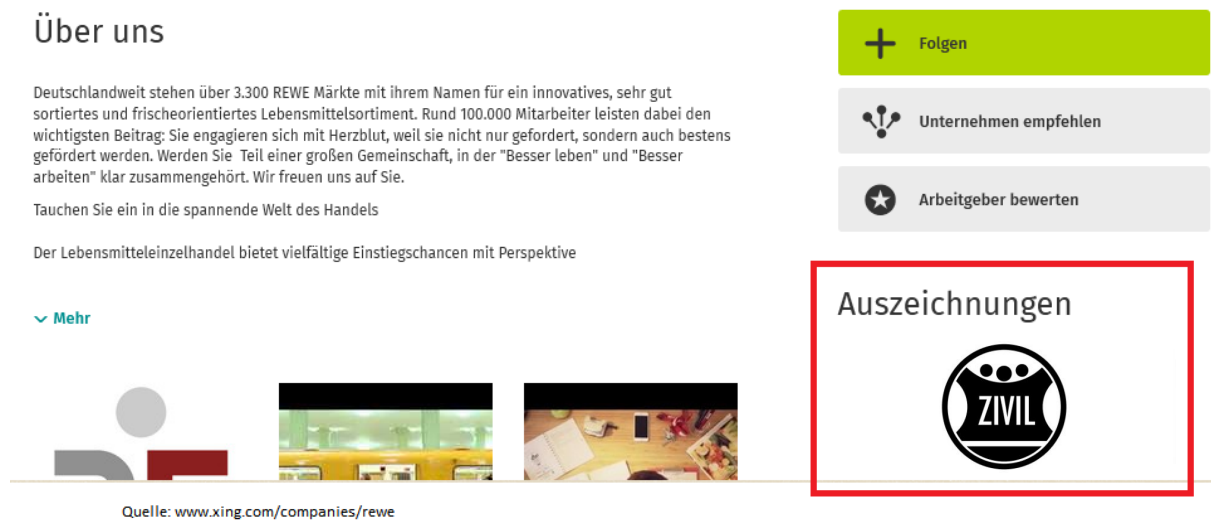 Über uns
Deutschlandweit stehen über 3.300 REWE Märkte mit ihrem Namen für ein innovatives, sehr gut
sortiertes und frischeorientiertes Lebensmittelsortiment. Rund 100.000 Mitarbeiter leisten dabei den
wichtigsten Beitrag: Sie engagieren sich mit Herzblut, weil sie nicht nur gefordert, sondern auch bestens
gefördert werden. Werden Sie  Teil einer großen Gemeinschaft, in der "Besser leben" und "Besser
arbeiten" klar zusammengehört. Wir freuen uns auf Sie.
Tauchen Sie ein in die spannende Welt des Handels
Der Lebensmitteleinzelhandel bietet vielfältige Einstiegschancen mit Perspektive
Mehr
Folgen
Unternehmen empfehlen
Arbeitgeber bewerten
Auszeichnungen
ZIVIL
Quelle: www.xing.com/companies/rewe